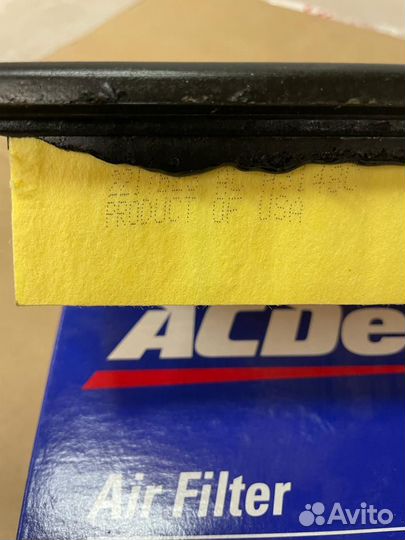 PRODUCT OF USA
ACDe
Air Filter
Avito